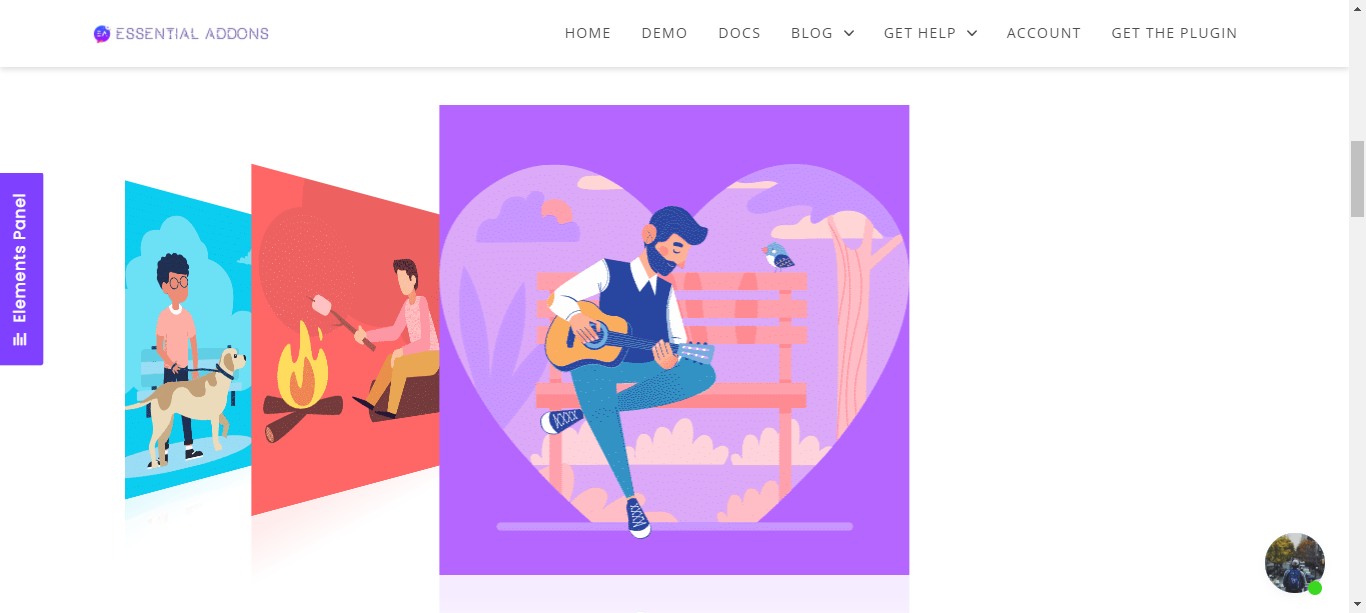 EA ESSENTIAL ADDONS
HOME
DEMO
DOCS
BLOG
GET HELP
ACCOUNT
GET THE PLUGIN
Elements Panel